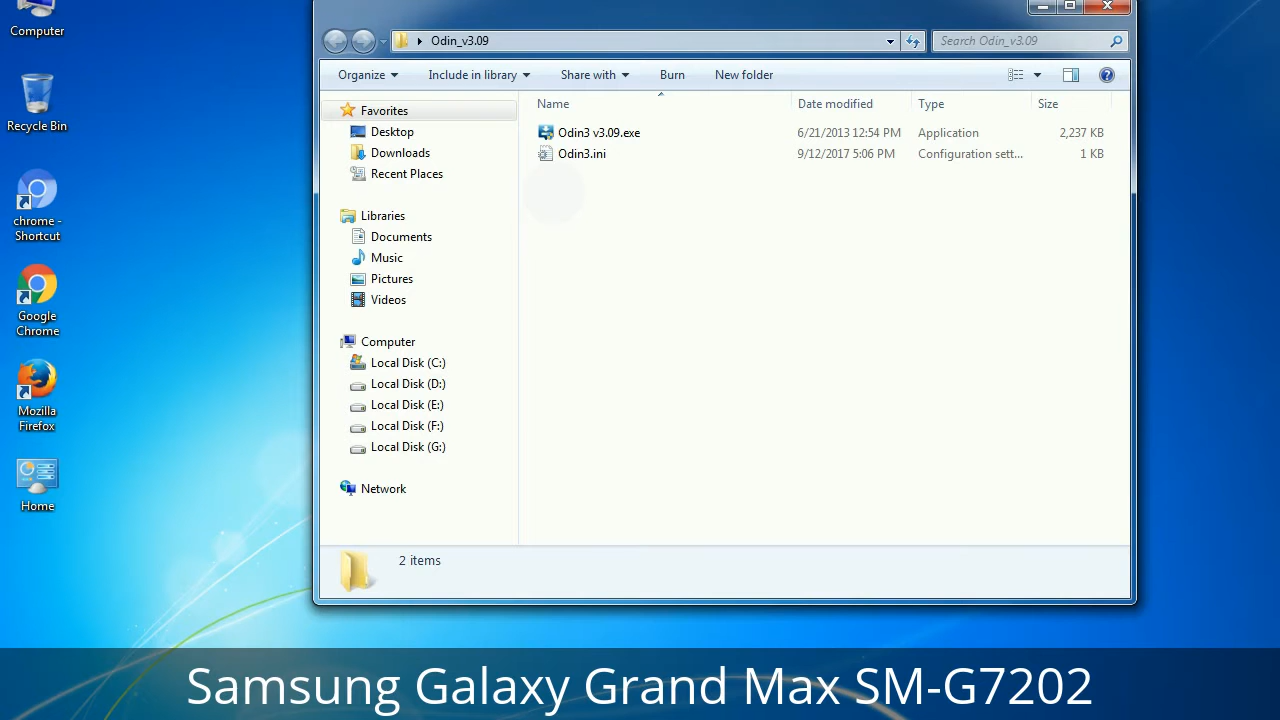 Computer
Recycle Bin
chrome -
Shortcut
Google
Chrome
Mozilla
Firefox
Home
Odin_v3.09
Search Odin_v3.09
Organize
Include in library
Share with
Burn
New folder
Name
Date modified
Type
Size
Odin3 v3.09.exe
6/21/2013 12:54 PM
Application
2,237 KB
Odin3.ini
9/12/2017 5:06 PM
Configuration sett...
1 KB
Favorites
Desktop
Downloads
Recent Places
Libraries
Documents
Music
Pictures
Videos
Computer
Local Disk (C:)
Local Disk (D:)
Local Disk (E:)
Local Disk (F:)
Local Disk (G:)
Network
2 items
Samsung Galaxy Grand Max SM-G7202